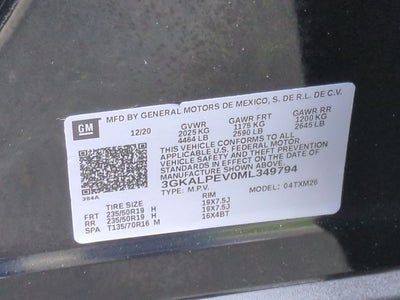 MFD BY GENERAL MOTORS DE MEXICO, S. DE R.L. DE C.V.
GM 12/20 GVWR GAWR FRT GAWR RR
2025 KG 1175 KG 1200 KG
4464 LB 2590 LB 2645 LB
THIS VEHICLE CONFORMS TO ALL APPLICABLE U.S. FEDERAL MOTOR
VEHICLE SAFETY, BUMPER, AND THEFT PREVENTION STANDARDS IN
EFFECT ON THE DATE OF
MANUFACTURE SHOWN ABOVE.
3GKALPEV0ML349794
384A TYPE: M.P.V. MODEL: 04TXM26
TIRE SIZE RIM
FRT 235/50R19 H 19X7.5J
RR 235/50R19 H 19X7.5J
SPA T135/70R16 M 16X4BT